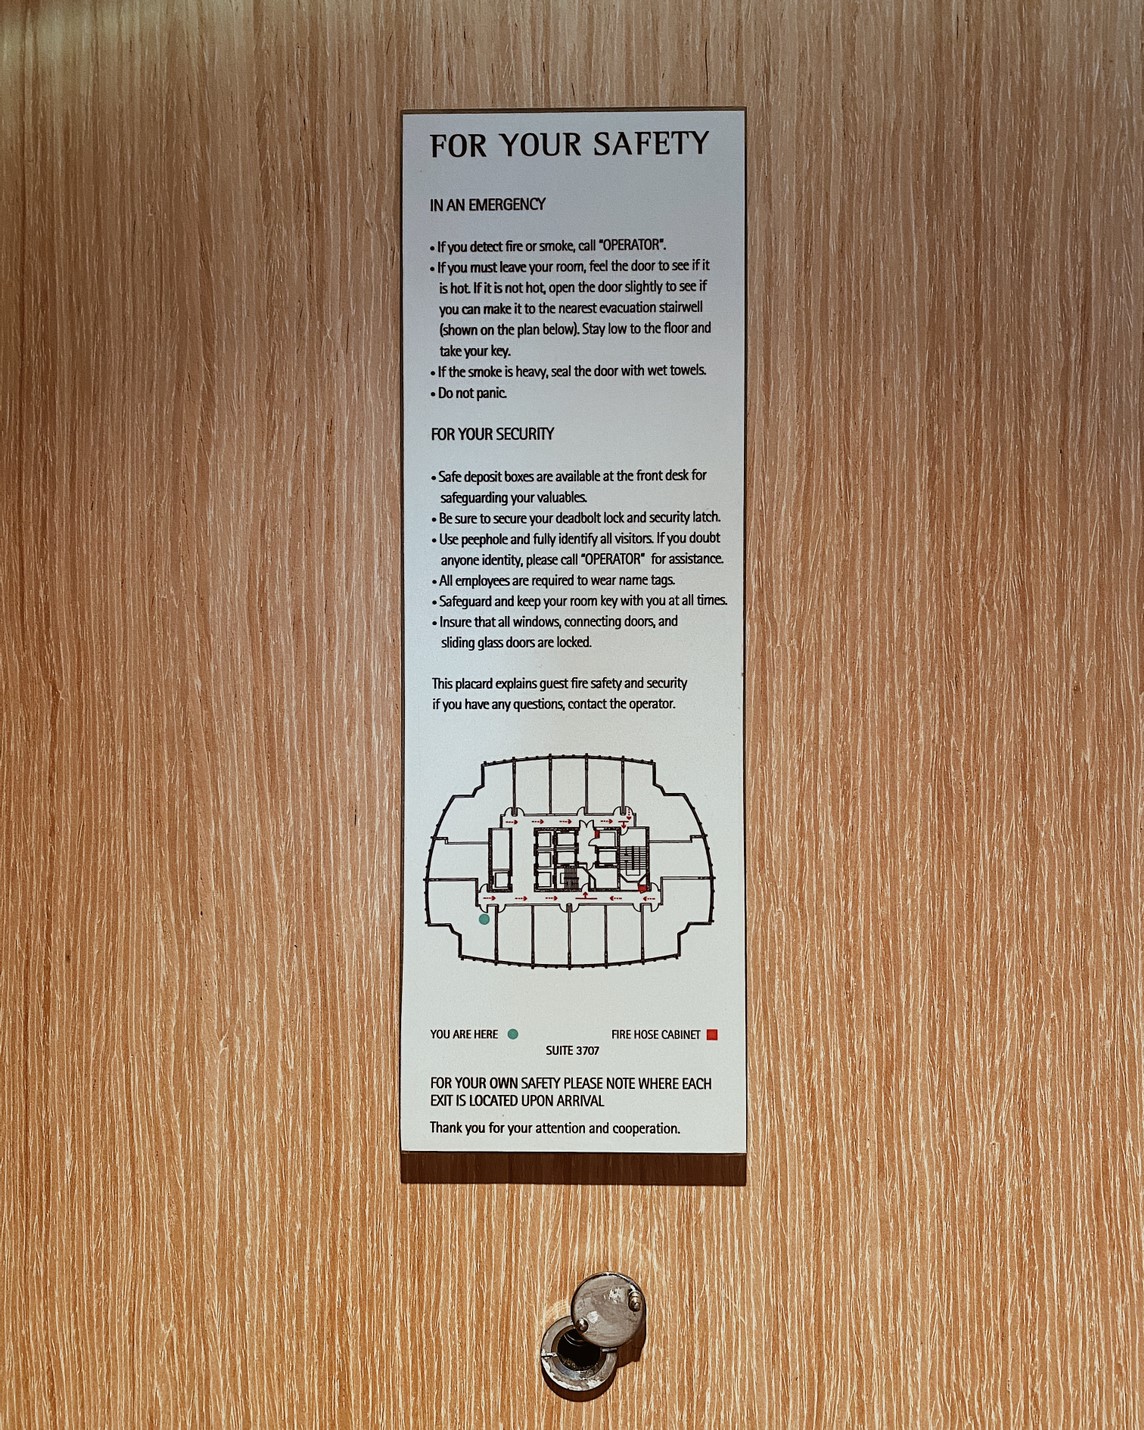 FOR YOUR SAFETY
IN AN EMERGENCY
• If you detect fire or smoke, call "OPERATOR".
• If you must leave your room, feel the door to see if it
is hot. If it is not hot, open the door slightly to see if
you can make it to the nearest evacuation stairwell
(shown on the plan below). Stay low to the floor and
take your key.
• If the smoke is heavy, seal the door with wet towels.
• Do not panic.
FOR YOUR SECURITY
• Safe deposit boxes are available at the front desk for
safeguarding your valuables.
• Be sure to secure your deadbolt lock and security latch.
• Use peephole and fully identify all visitors. If you doubt
anyone identity, please call "OPERATOR" for assistance.
• All employees are required to wear name tags.
• Safeguard and keep your room key with you at all times.
• Insure that all windows, connecting doors, and
sliding glass doors are locked.
This placard explains guest fire safety and security
if you have any questions, contact the operator.
YOU ARE HERE
FIRE HOSE CABINET
SUITE 3707
FOR YOUR OWN SAFETY PLEASE NOTE WHERE EACH
EXIT IS LOCATED UPON ARRIVAL
Thank you for your attention and cooperation.